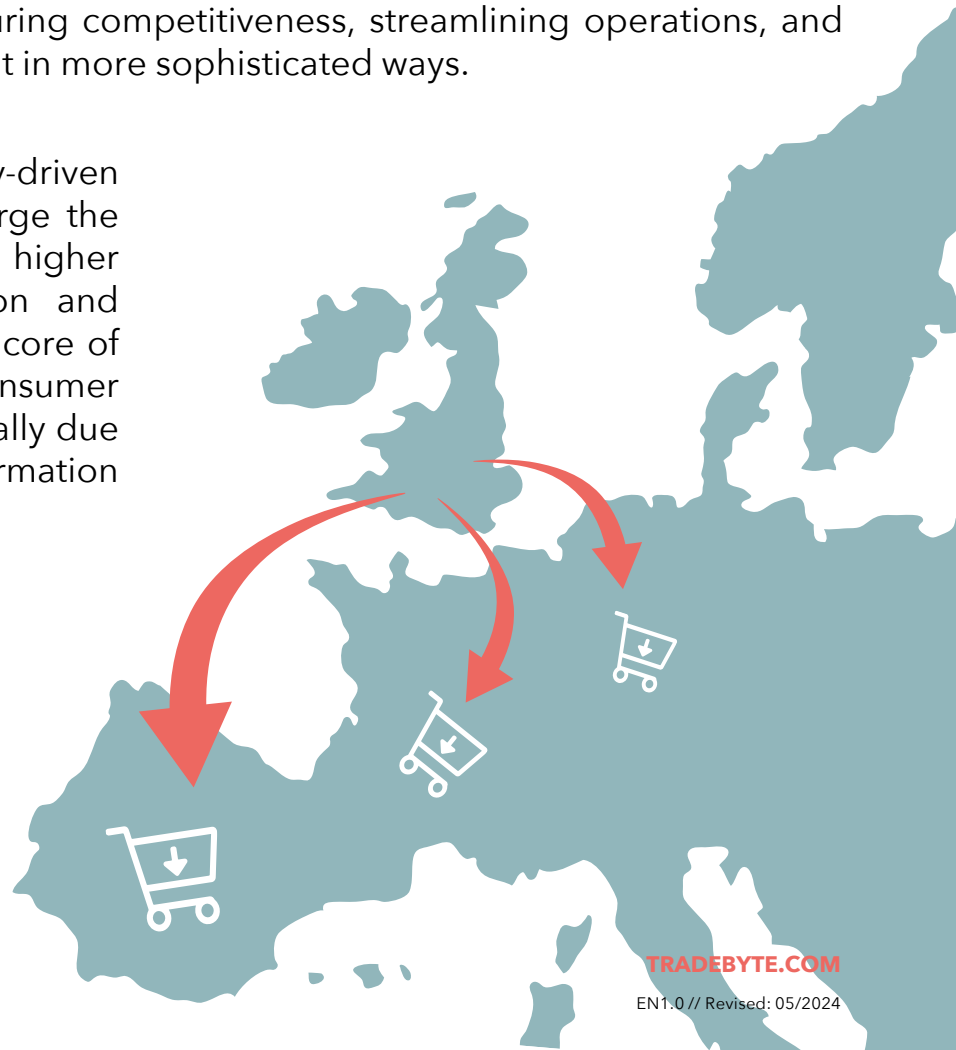 uring competitiveness, streamlining operations, and
t in more sophisticated ways.
y-driven
rge the
higher
on and
core of
nsumer
ally due
rmation
TRADEBYTE.COM
EN1.0 // Revised: 05/2024